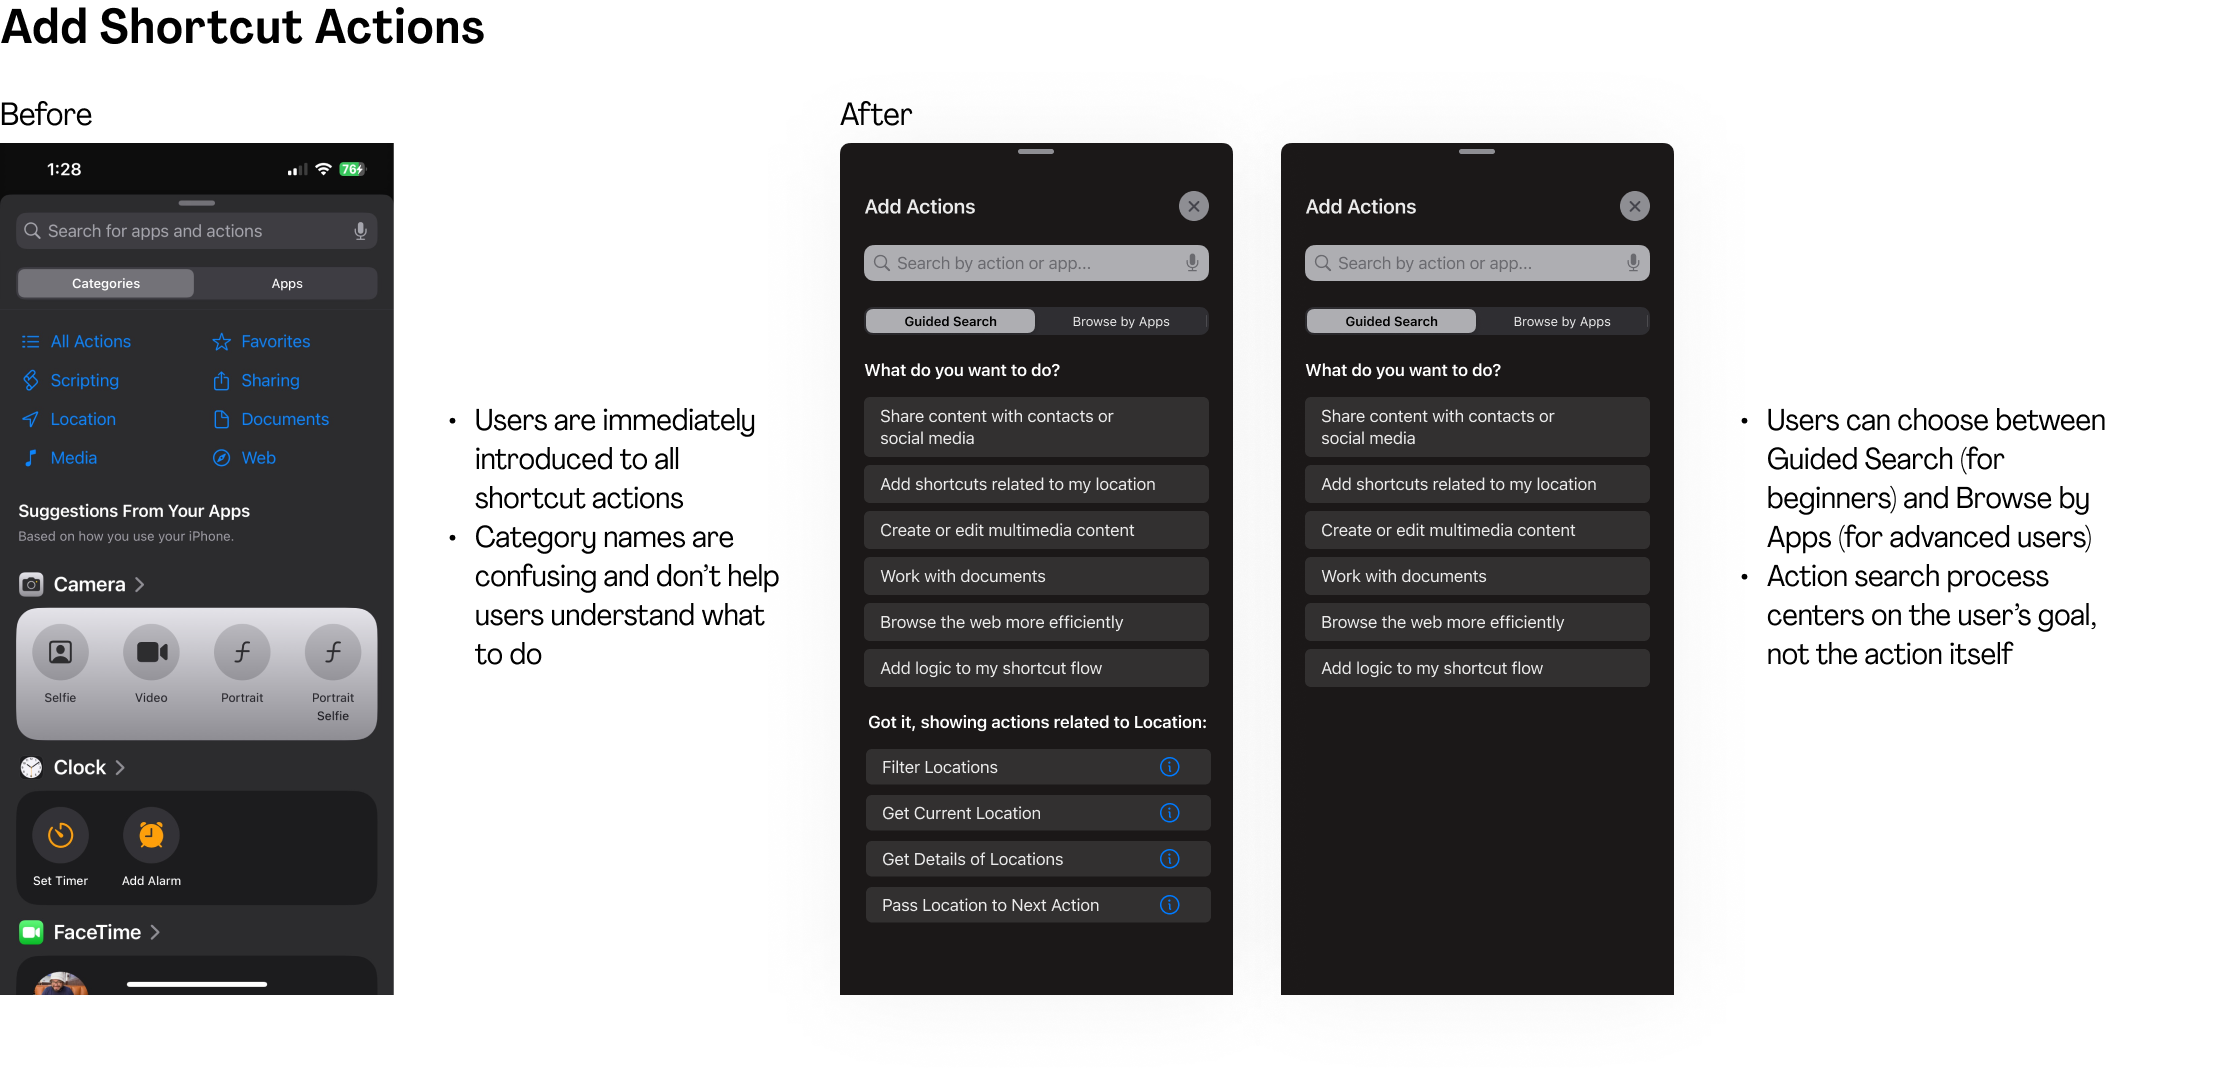 Add Shortcut Actions
Before
1:28
76
Search for apps and actions
Categories
Apps
All Actions
Favorites
Scripting
Sharing
Location
Documents
Media
Web
Suggestions From Your Apps
Based on how you use your iPhone.
Camera
Selfie
Video
Portrait
Portrait
Selfie
Clock
Set Timer
Add Alarm
FaceTime
• Users are immediately
introduced to all
shortcut actions
• Category names are
confusing and don't help
users understand what
to do
After
Add Actions
Search by action or app...
Guided Search
Browse by Apps
What do you want to do?
Share content with contacts or
social media
Add shortcuts related to my location
Create or edit multimedia content
Work with documents
Browse the web more efficiently
Add logic to my shortcut flow
Got it, showing actions related to Location:
Filter Locations
Get Current Location
Get Details of Locations
Pass Location to Next Action
Add Actions
Search by action or app...
Guided Search
Browse by Apps
What do you want to do?
Share content with contacts or
social media
Add shortcuts related to my location
Create or edit multimedia content
Work with documents
Browse the web more efficiently
Add logic to my shortcut flow
• Users can choose between
Guided Search (for
beginners) and Browse by
Apps (for advanced users)
• Action search process
centers on the user's goal,
not the action itself